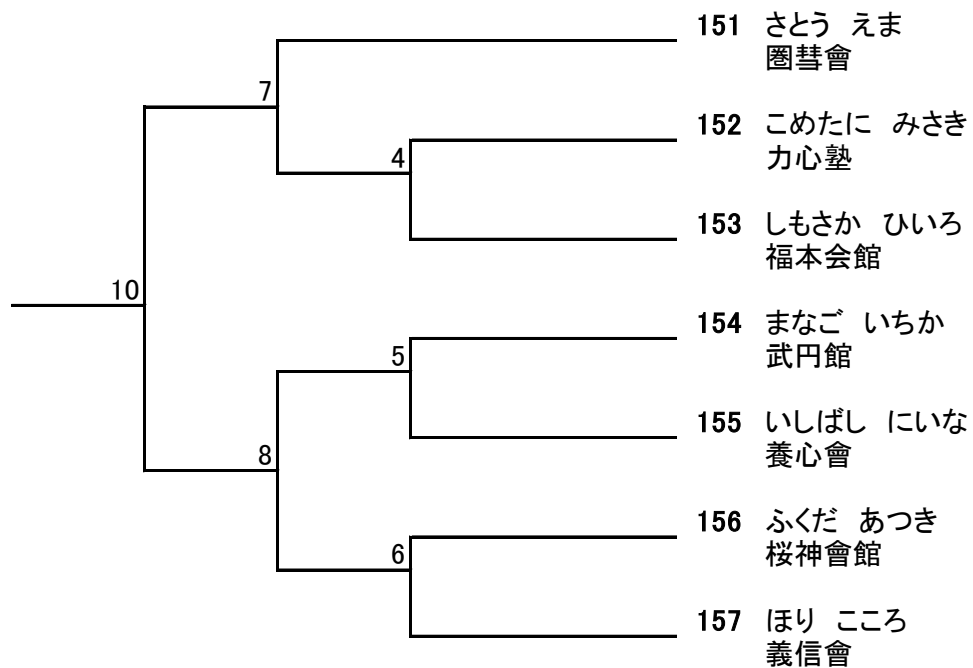 151 さとう えま
圏彗會
7
152 こめたに みさき
力心塾
4
153 しもさか ひいろ
福本会館
10
154 まなご いちか
武円館
5
155 いしばし にいな
養心會
8
156 ふくだ あつき
桜神會館
6
157 ほり こころ
義信會